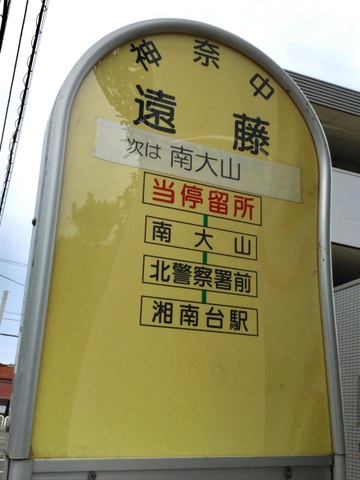 神奈中
遠藤
次は 南大山
当停留所
南大山
北警察署前
湘南台駅